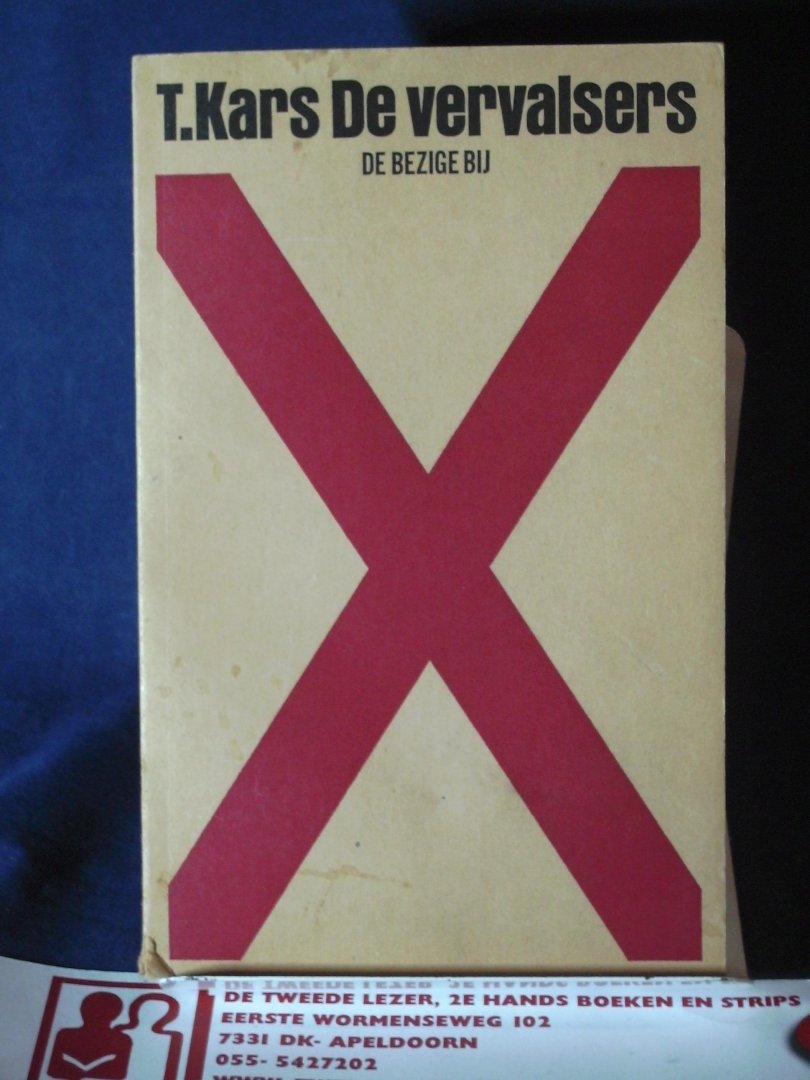 T.Kars De vervalsers
DE BEZIGE BIJ
DE TWEEDE LEZER, 2E HANDS BOEKEN EN STRIPS
EERSTE WORMENSEWEG 102
7331 DK- APELDOORN
055- 5427202